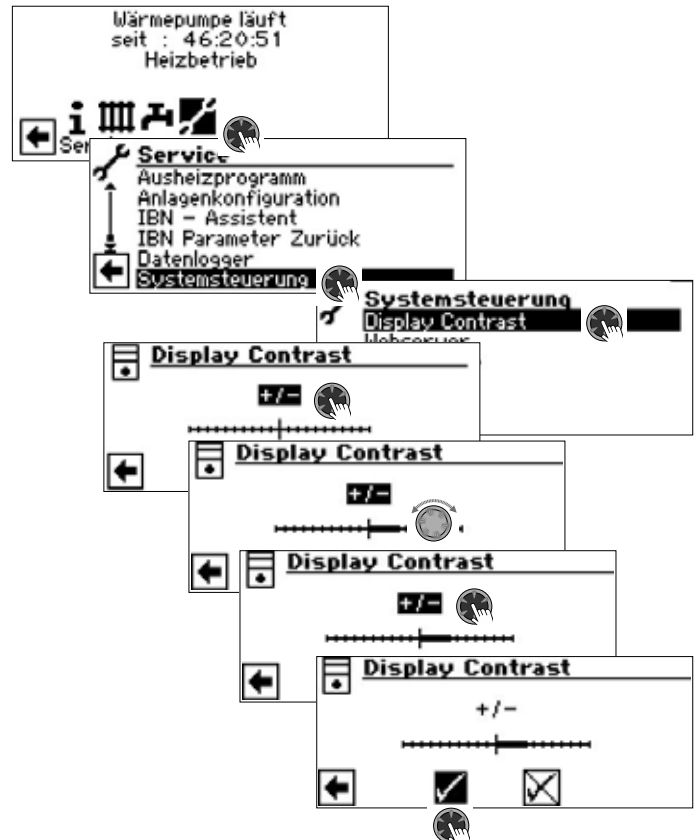 Wärmepumpe läuft
seit : 46:20:51
Heizbetrieb
Service
Ausheizprogramm
Anlagenkonfiguration
IBN - Assistent
IBN Parameter Zurück
Datenlogger
Systemsteuerung
Systemsteuerung
Display Contrast
Webserver
Display Contrast
+/-
Display Contrast
+/-
Display Contrast
+/-
Display Contrast
+/-